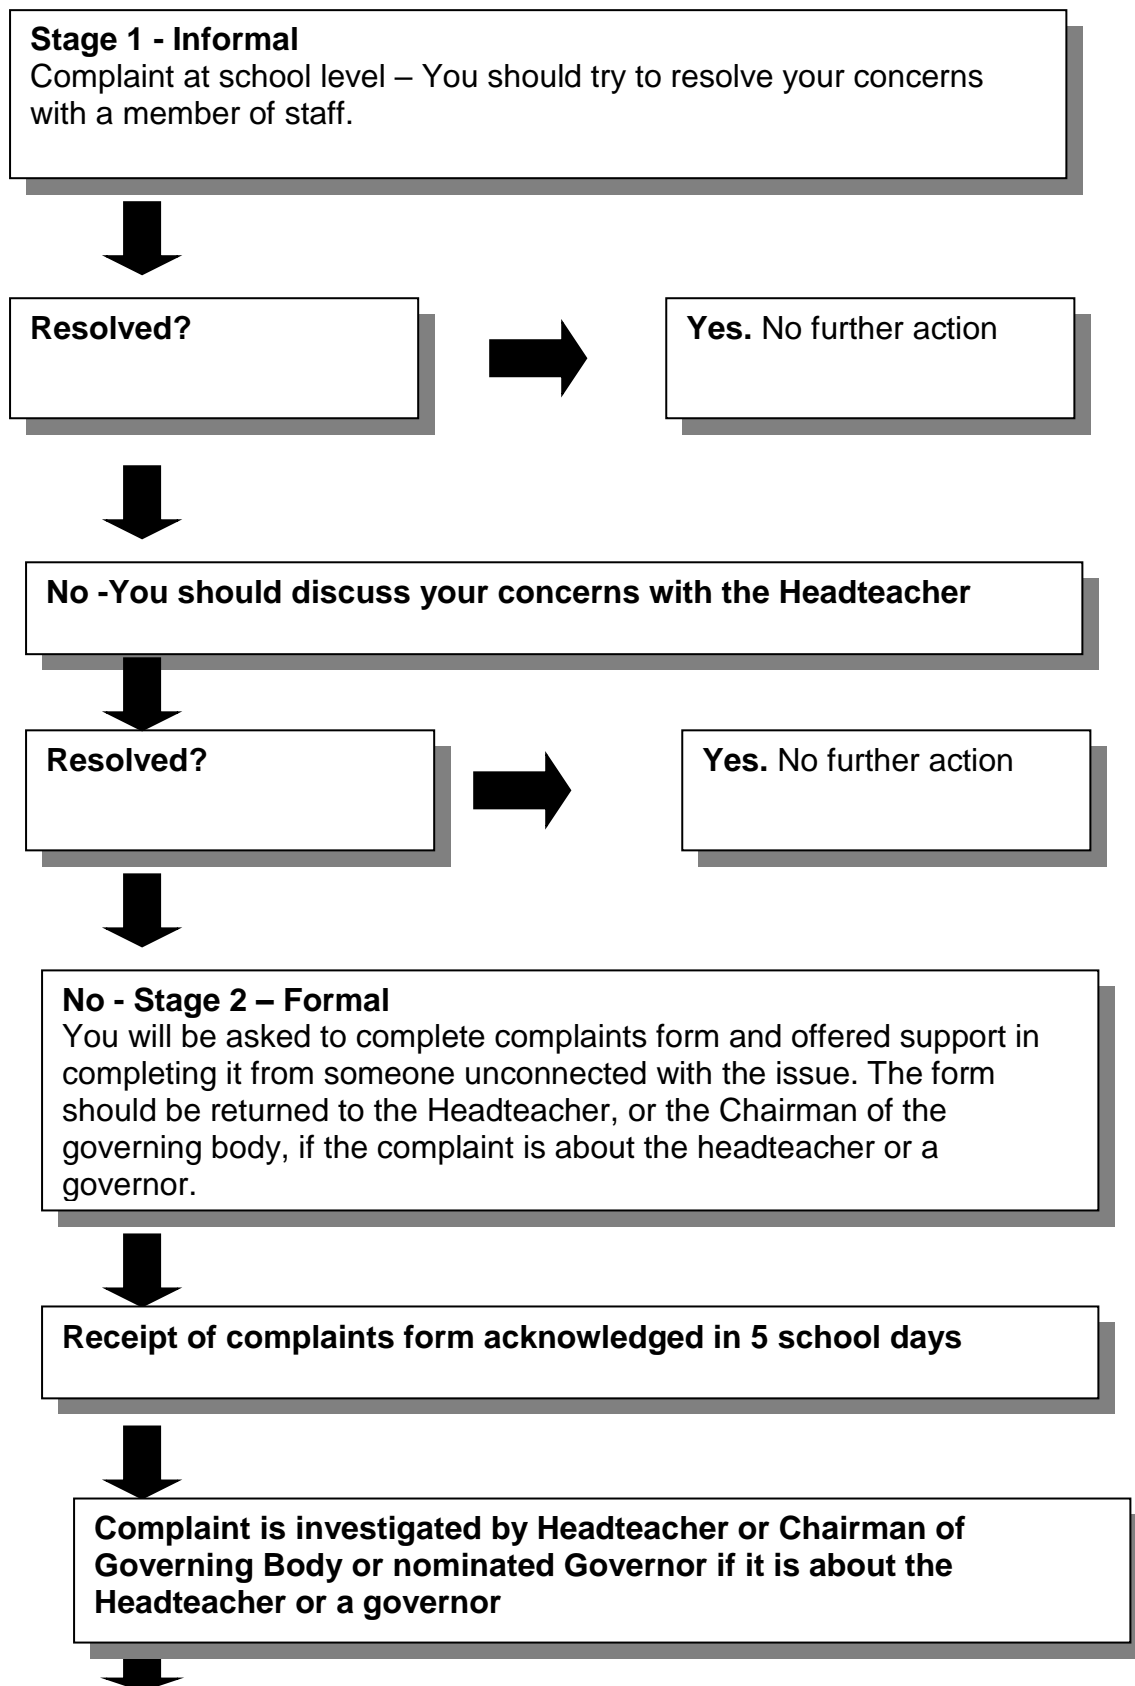 Stage 1 - Informal
Complaint at school level – You should try to resolve your concerns
with a member of staff.
Resolved?
Yes. No further action
No -You should discuss your concerns with the Headteacher
Resolved?
Yes. No further action
No - Stage 2 – Formal
You will be asked to complete complaints form and offered support in
completing it from someone unconnected with the issue. The form
should be returned to the Headteacher, or the Chairman of the
governing body, if the complaint is about the headteacher or a
governor.
Receipt of complaints form acknowledged in 5 school days
Complaint is investigated by Headteacher or Chairman of
Governing Body or nominated Governor if it is about the
Headteacher or a governor